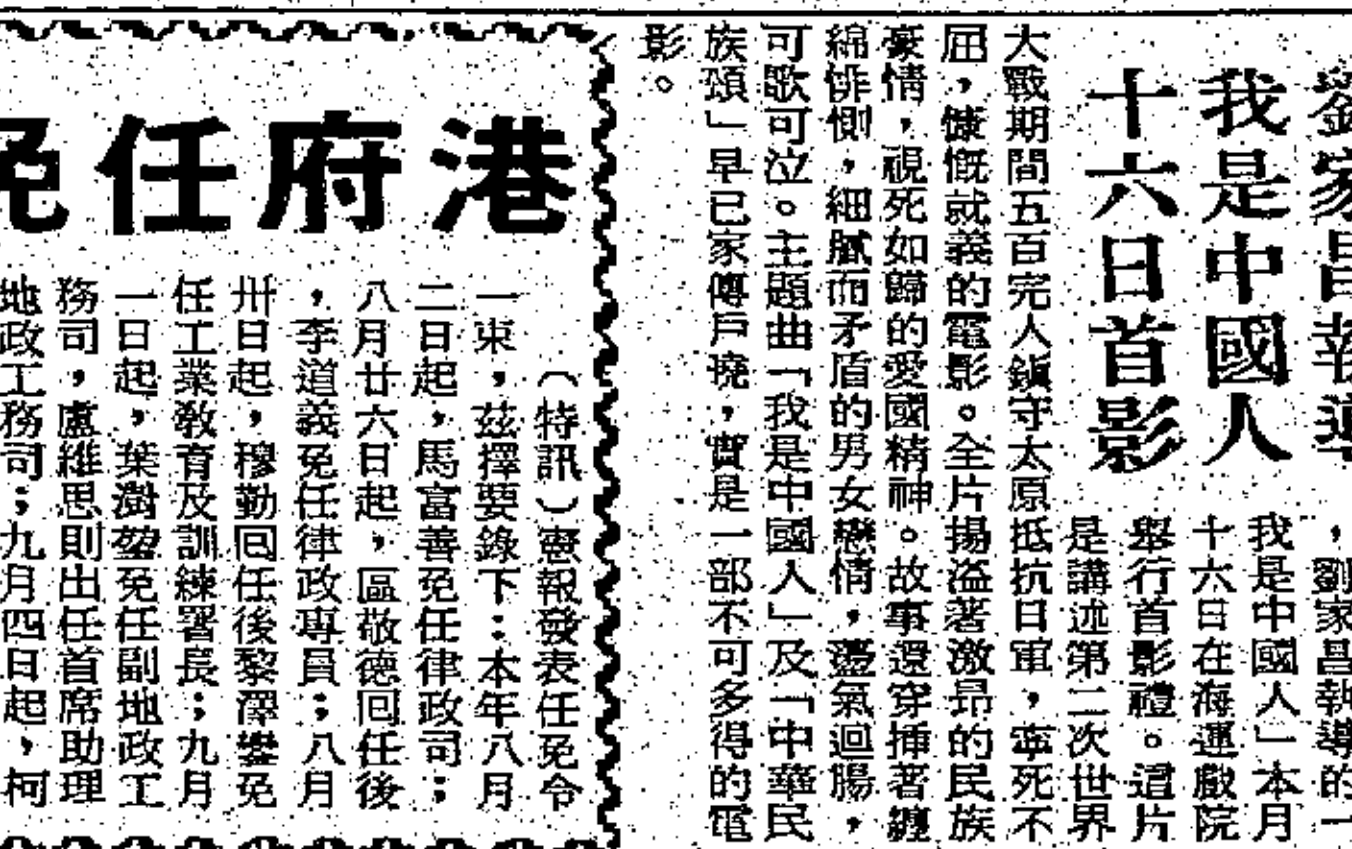 劉家昌執導
我是中國人
十六日首影
，劉家昌執導的一
我是中國人」本月
十六日在海運戲院
舉行首影禮。這片
是講述第二次世界
大戰期間五百完人鎮守太原抵抗日軍，寧死不
屈，慷慨就義的電影。全片揚溢著激昂的民族
豪情，視死如歸的愛國精神。故事還穿揷著纏
綿悱惻，細膩而矛盾的男女戀情，盪氣迴腸，
可歌可泣。主題曲「我是中國人」及「中華民
族頌」早已家傳戶曉，實是一部不可多得的電
影。
港府任免
（特訊）憲報發表任免令
一束，茲擇要錄下：本年八月
二日起，馬富善免任律政司；
八月廿六日起，區敬德回任後
，李道義免任律政專員；八月
卅日起，穆勤回任後黎澤鑾免
任工業敎育及訓練署長；九月
一日起，葉澍堃免任副地政工
務司，盧維思則出任首席助理
地政工務司；九月四日起，柯